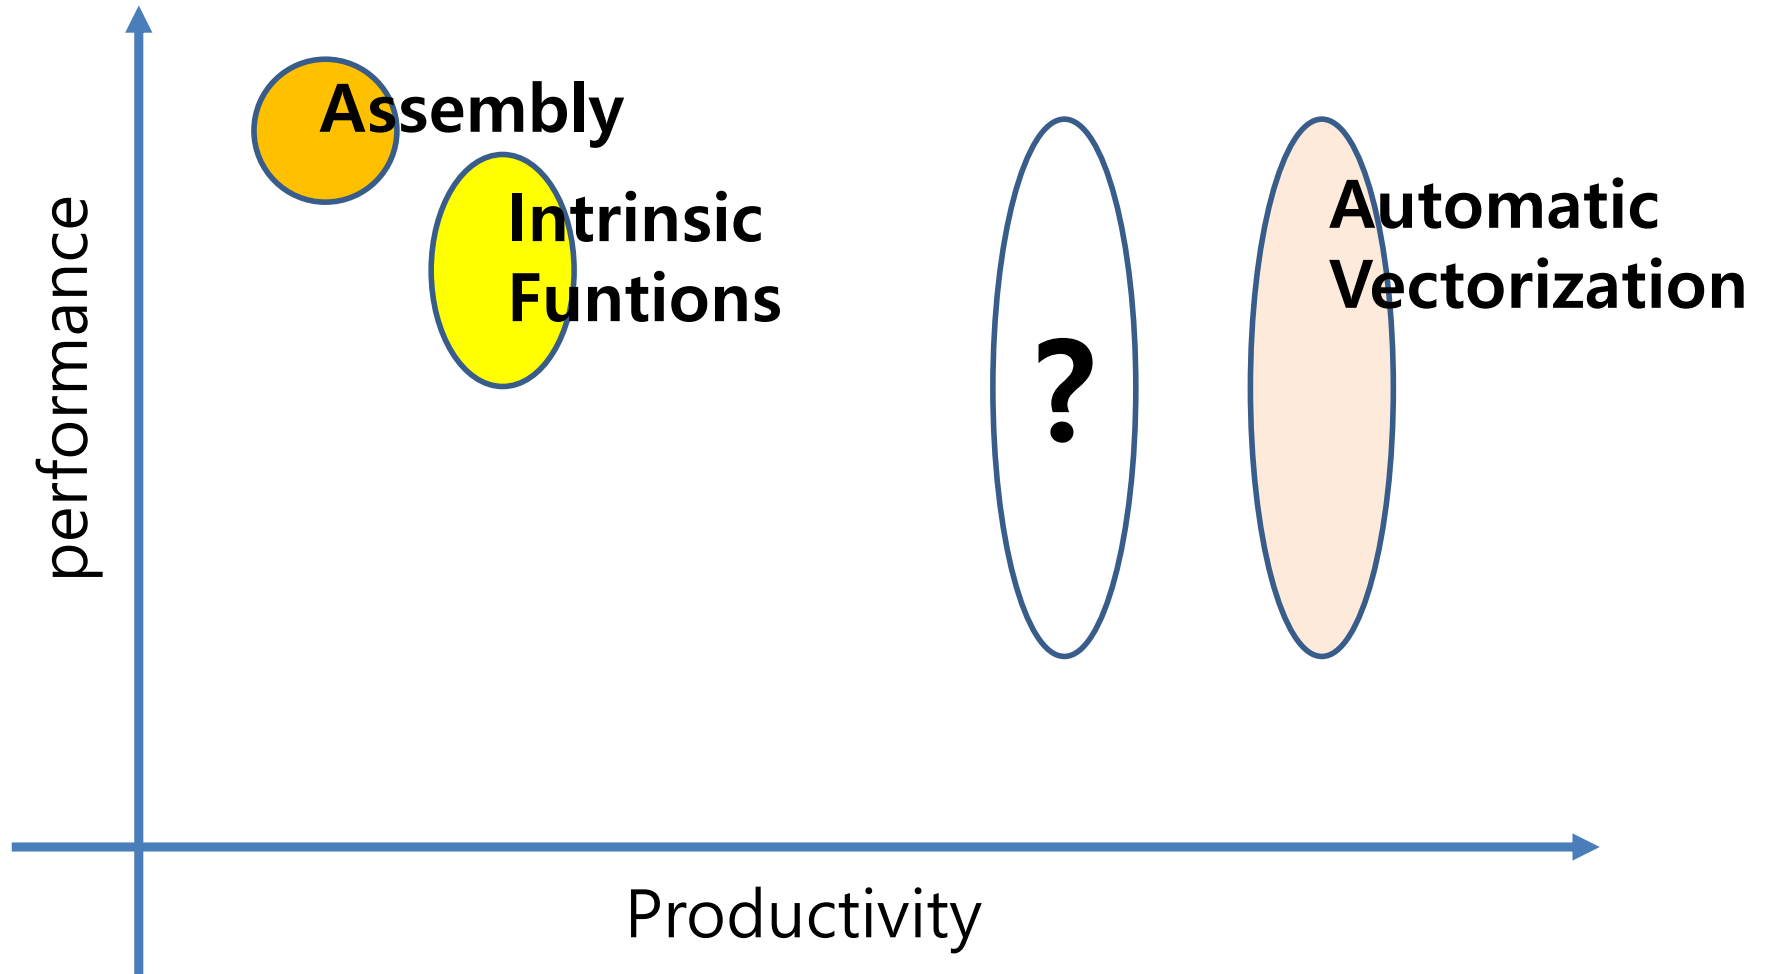 Assembly
Intrinsic
Funtions
Automatic
Vectorization
?
performance
Productivity